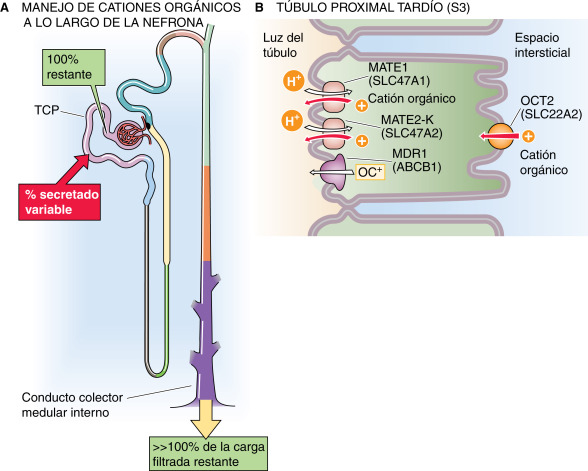 A MANEJO DE CATIONES ORGÁNICOS
A LO LARGO DE LA NEFRONA
100%
restante
TCP
% secretado
variable
Conducto colector
medular interno
>>100% de la carga
filtrada restante
B TÚBULO PROXIMAL TARDÍO (S3)
Luz del
túbulo
Espacio
intersticial
MATE1
(SLC47A1)
H+
Catión orgánico
+
MATE2-K
(SLC47A2)
H+
+
MDR1
(ABCB1)
OC+
OCT2
(SLC22A2)
+
Catión
orgánico